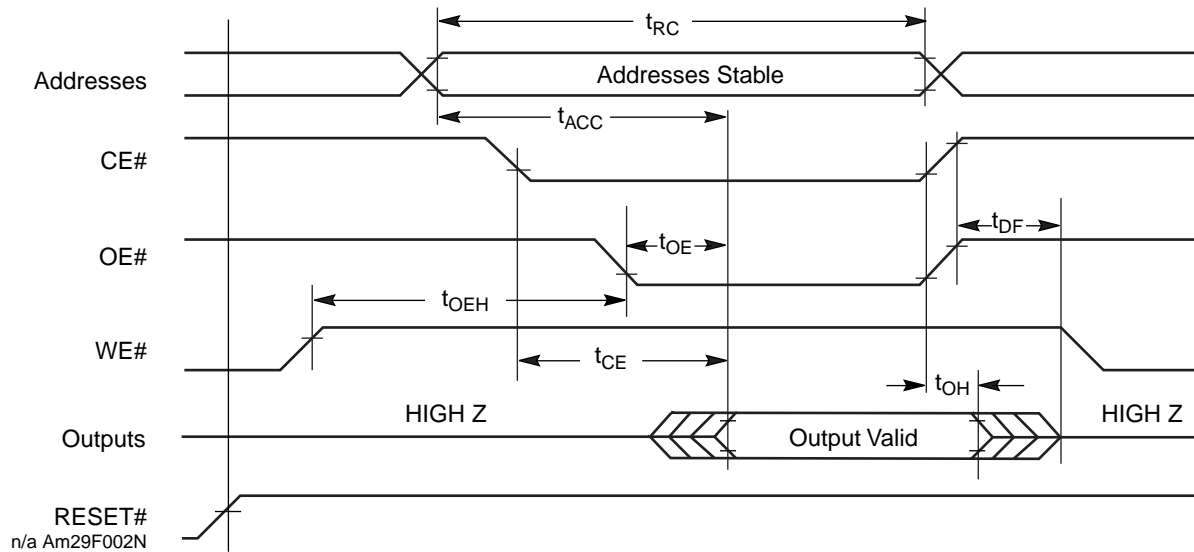 tRC
Addresses
Addresses Stable
tACC
CE#
tDF
OE#
tOE
tOEH
WE#
tCE
tOH
HIGH Z
HIGH Z
Outputs
Output Valid
RESET#
n/a Am29F002N